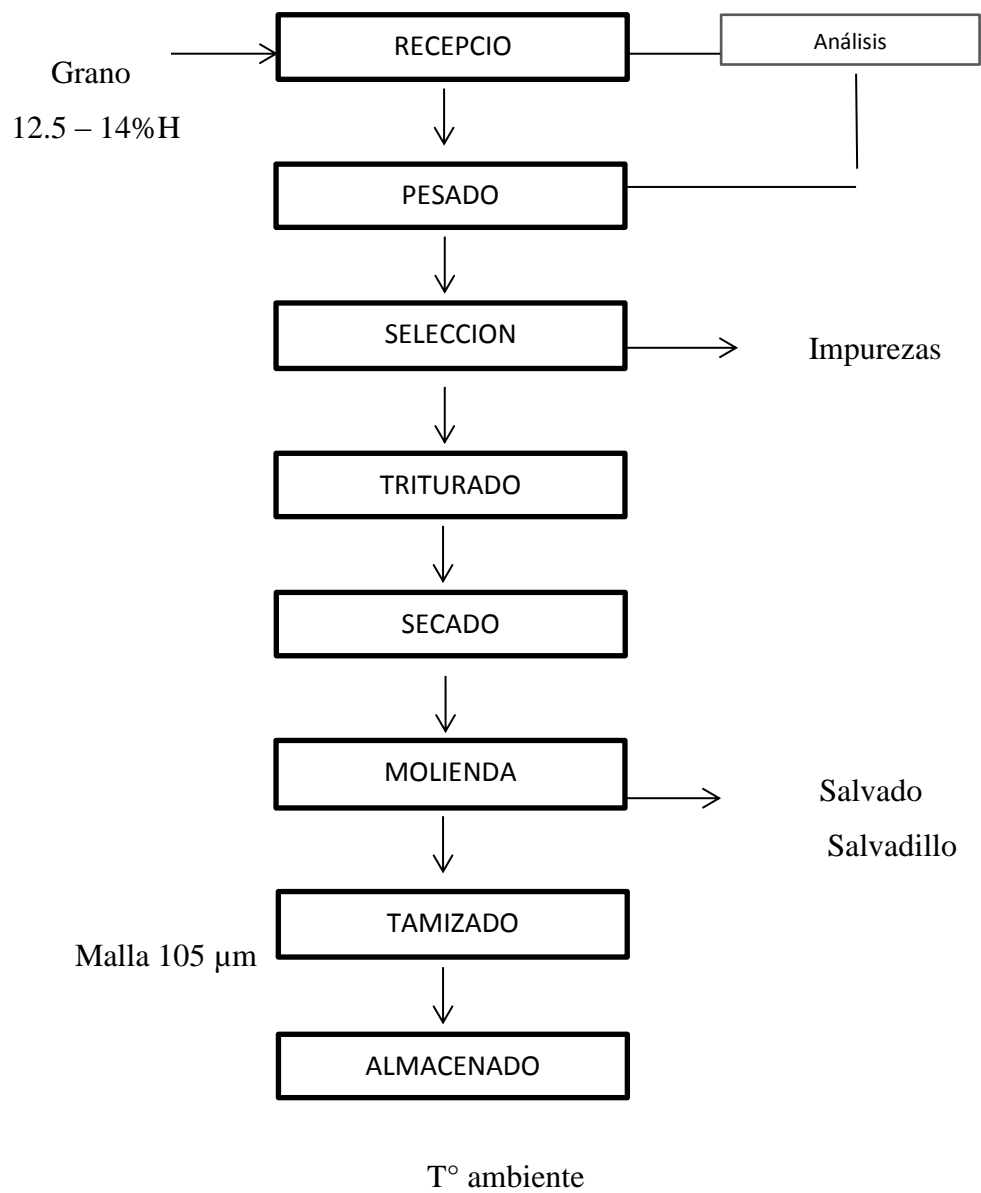 RECEPCIO
Análisis
Grano
12.5 – 14%H
PESADO
SELECCION
Impurezas
TRITURADO
SECADO
MOLIENDA
Salvado
Salvadillo
TAMIZADO
Malla 105 µm
ALMACENADO
T° ambiente